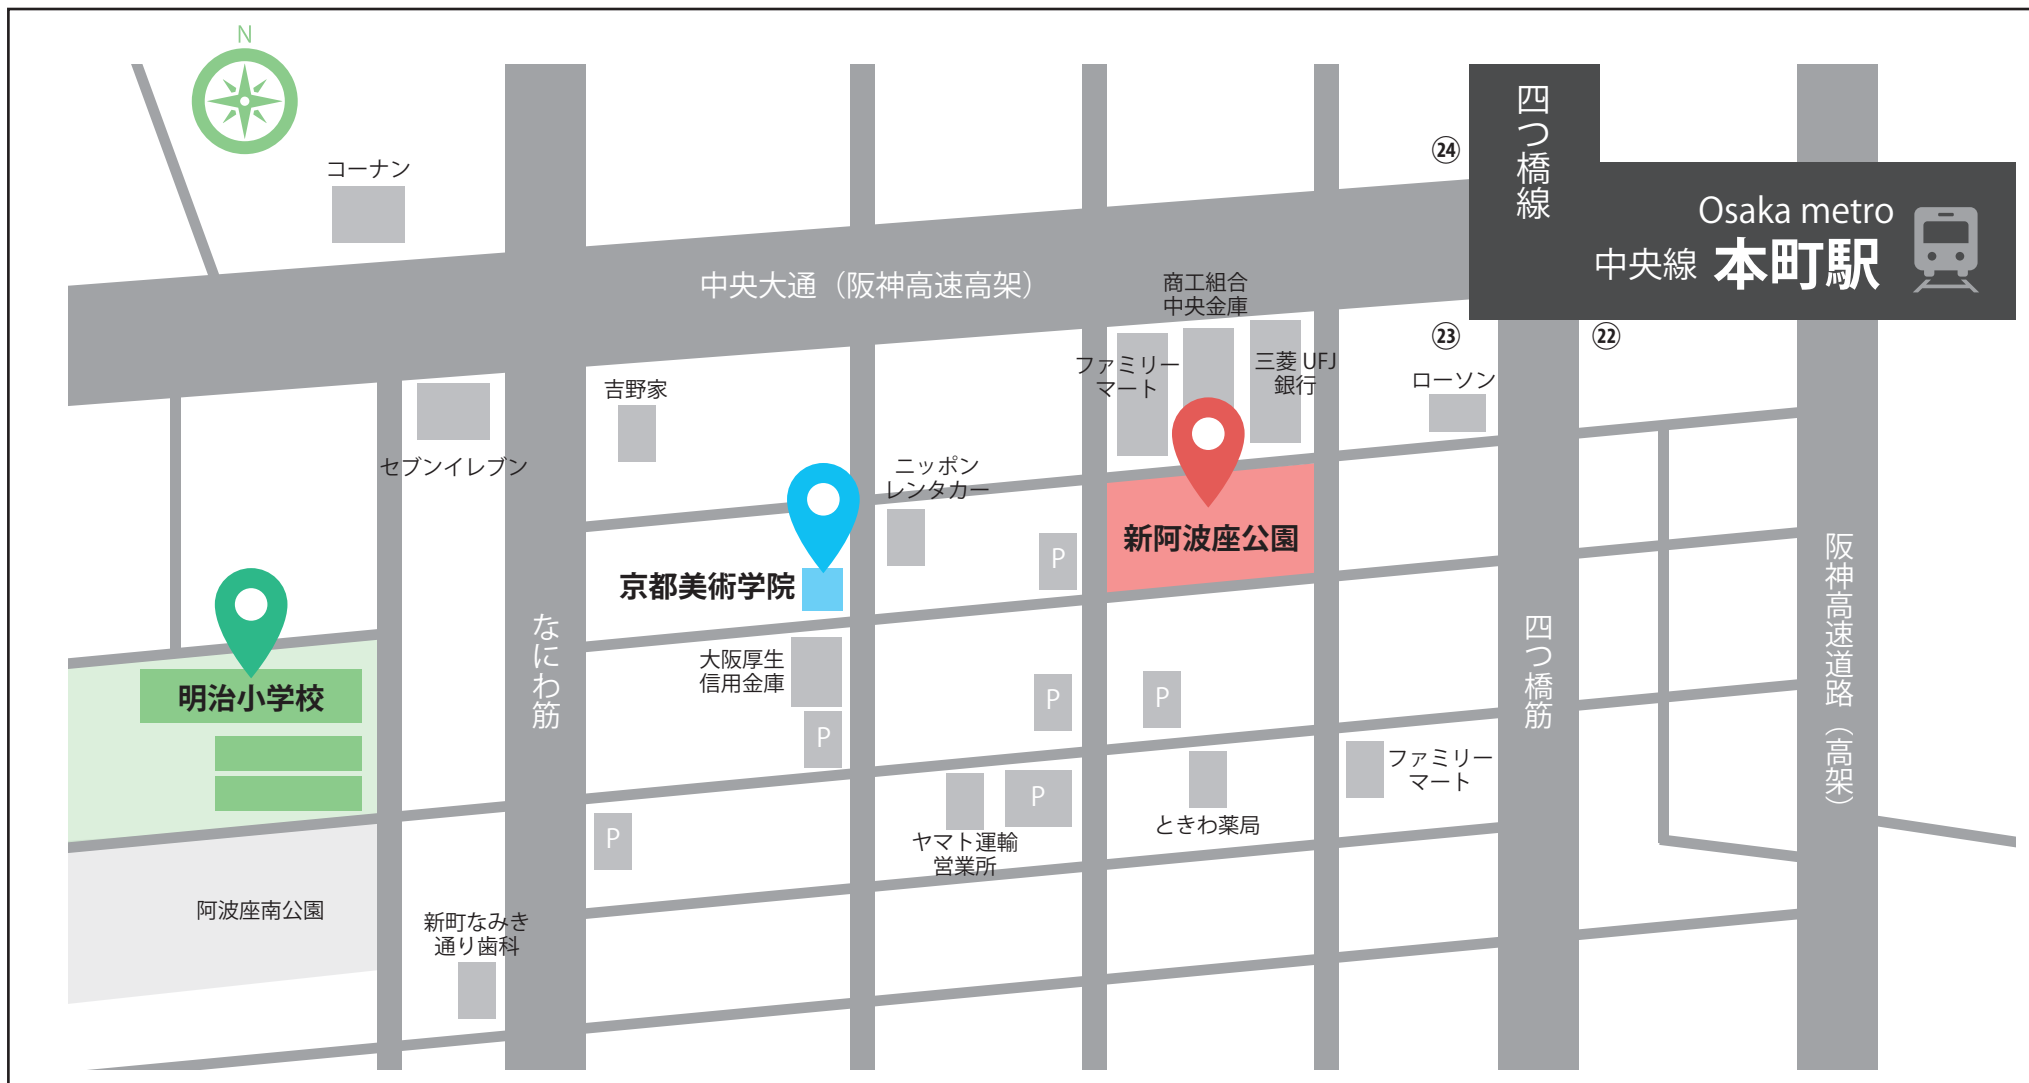 N
コーナン
四つ橋線
㉔
Osaka metro
中央線 本町駅
中央大通（阪神高速高架）
商工組合
中央金庫
㉓
㉒
ファミリー
マート
三菱 UFJ
銀行
ローソン
吉野家
セブンイレブン
ニッポン
レンタカー
新阿波座公園
P
京都美術学院
明治小学校
なにわ筋
大阪厚生
信用金庫
P
P
P
四つ橋筋
阪神高速道路（高架）
ファミリー
マート
P
ときわ薬局
P
ヤマト運輸
営業所
阿波座南公園
新町なみき
通り歯科